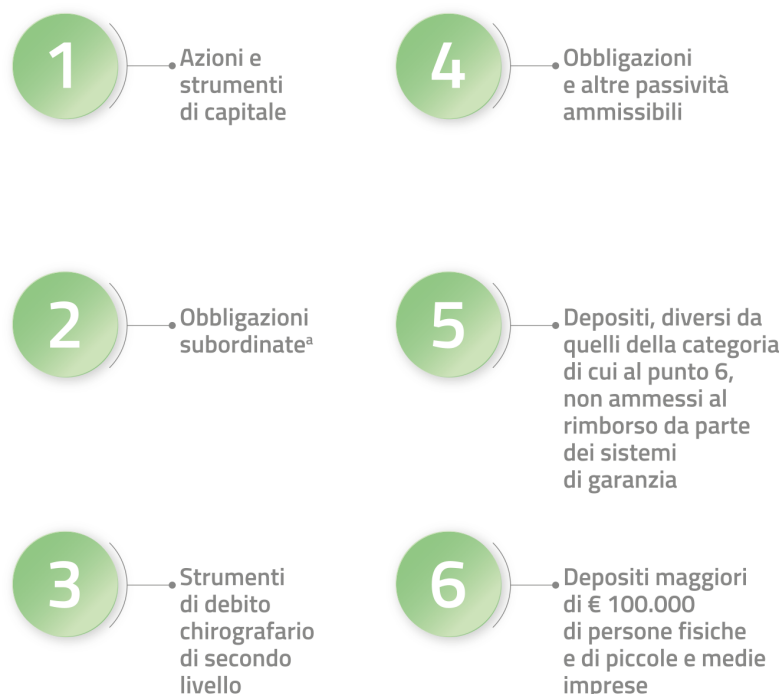 1
Azioni e
strumenti
di capitale
2
Obbligazioni
subordinateª
3
Strumenti
di debito
chirografario
di secondo
livello
4
Obbligazioni
e altre passività
ammissibili
5
Depositi, diversi da
quelli della categoria
di cui al punto 6,
non ammessi al
rimborso da parte
dei sistemi
di garanzia
6
Depositi maggiori
di € 100.000
di persone fisiche
e di piccole e medie
imprese